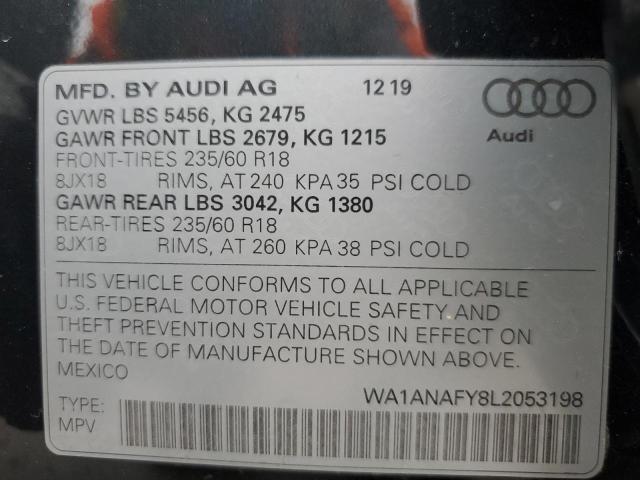 MFD. BY AUDI AG 12 19
GVWR LBS 5456, KG 2475
GAWR FRONT LBS 2679, KG 1215
Audi
FRONT-TIRES 235/60 R18
8JX18 RIMS, AT 240 KPA 35 PSI COLD
GAWR REAR LBS 3042, KG 1380
REAR-TIRES 235/60 R18
8JX18 RIMS, AT 260 KPA 38 PSI COLD
THIS VEHICLE CONFORMS TO ALL APPLICABLE
U.S. FEDERAL MOTOR VEHICLE SAFETY AND
THEFT PREVENTION STANDARDS IN EFFECT ON
THE DATE OF MANUFACTURE SHOWN ABOVE.
MEXICO
WA1ANAFY8L2053198
TYPE:
MPV